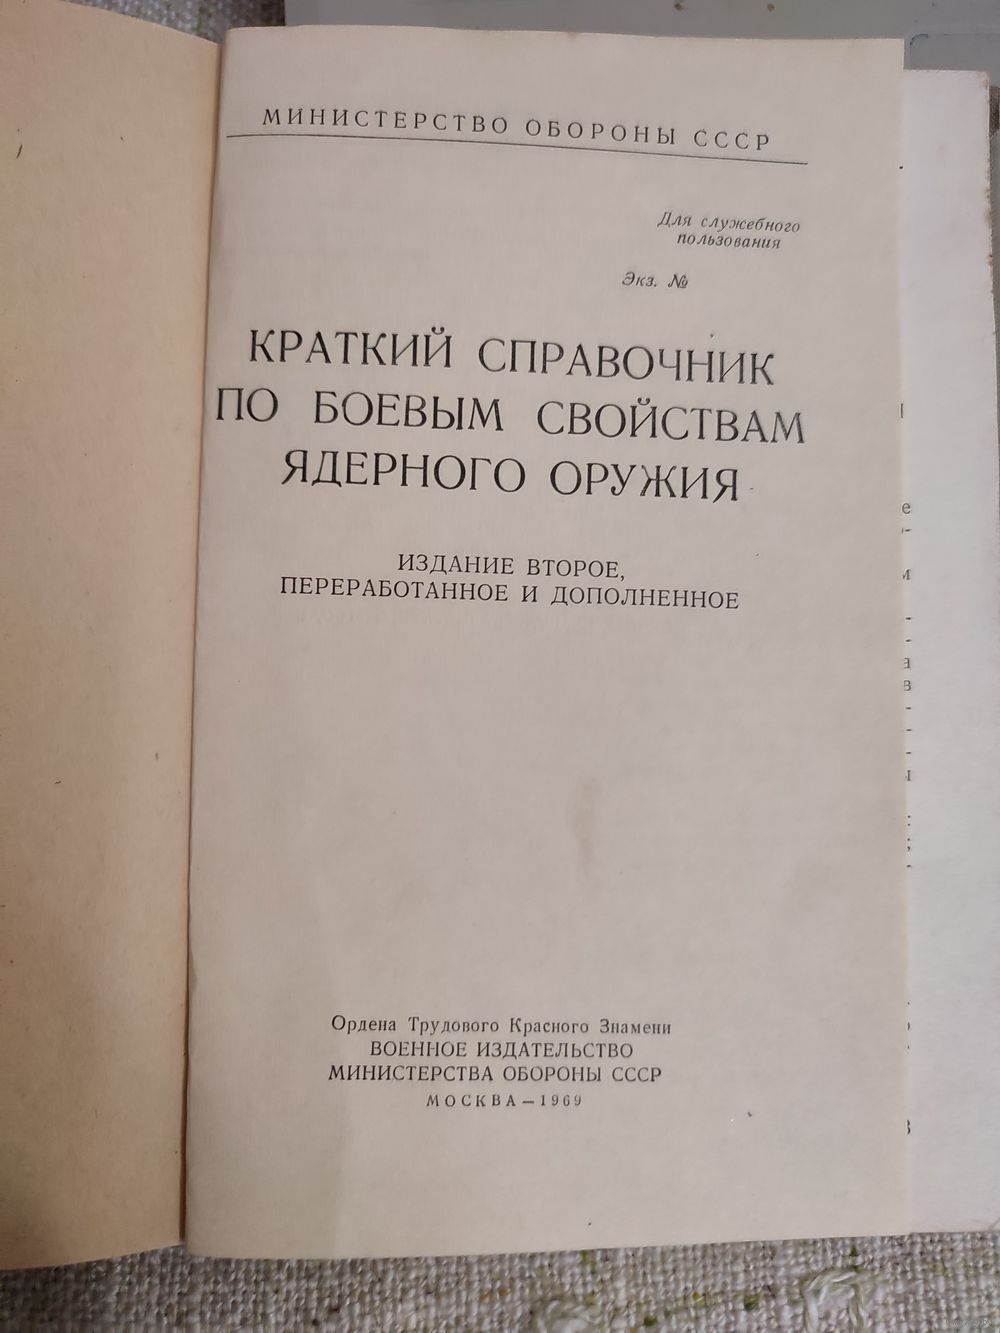 МИНИСТЕРСТВО ОБОРОНЫ СССР
Для служебного
пользования
Экз. №
КРАТКИЙ СПРАВОЧНИК
ПО БОЕВЫМ СВОЙСТВАМ
ЯДЕРНОГО ОРУЖИЯ
ИЗДАНИЕ ВТОРОЕ,
ПЕРЕРАБОТАННОЕ И ДОПОЛНЕННОЕ
Ордена Трудового Красного Знамени
ВОЕННОЕ ИЗДАТЕЛЬСТВО
МИНИСТЕРСТВА ОБОРОНЫ СССР
МОСКВА — 1969